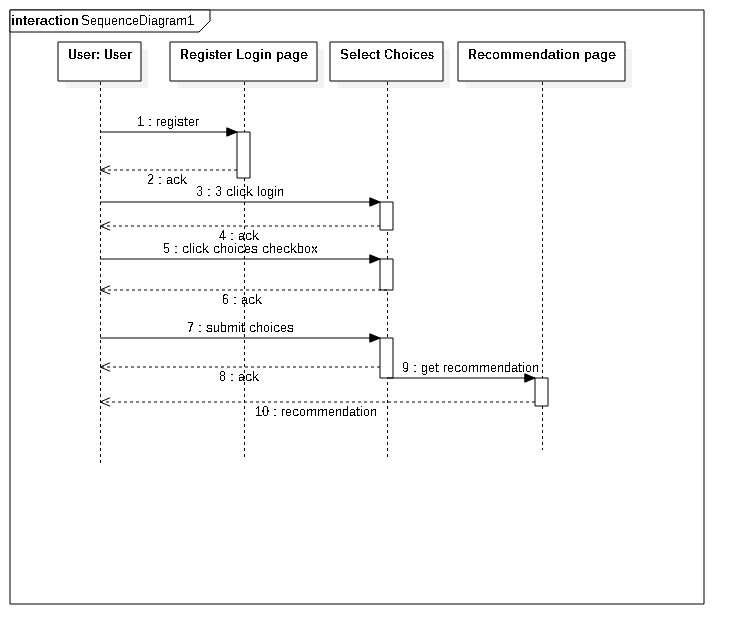 interaction SequenceDiagram1
User: User
Register Login page
Select Choices
Recommendation page
1 : register
2 : ack
3 : 3 click login
4 : ack
5 : click choices checkbox
6 : ack
7 : submit choices
9 : get recommendation
8 : ack
10 : recommendation